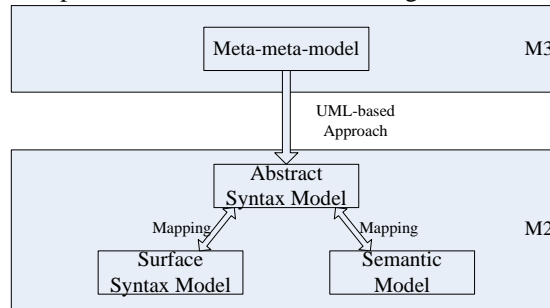 Meta-meta-model
M3
UML-based
Approach
Abstract
Syntax Model
Mapping
Mapping
M2
Surface
Syntax Model
Semantic
Model